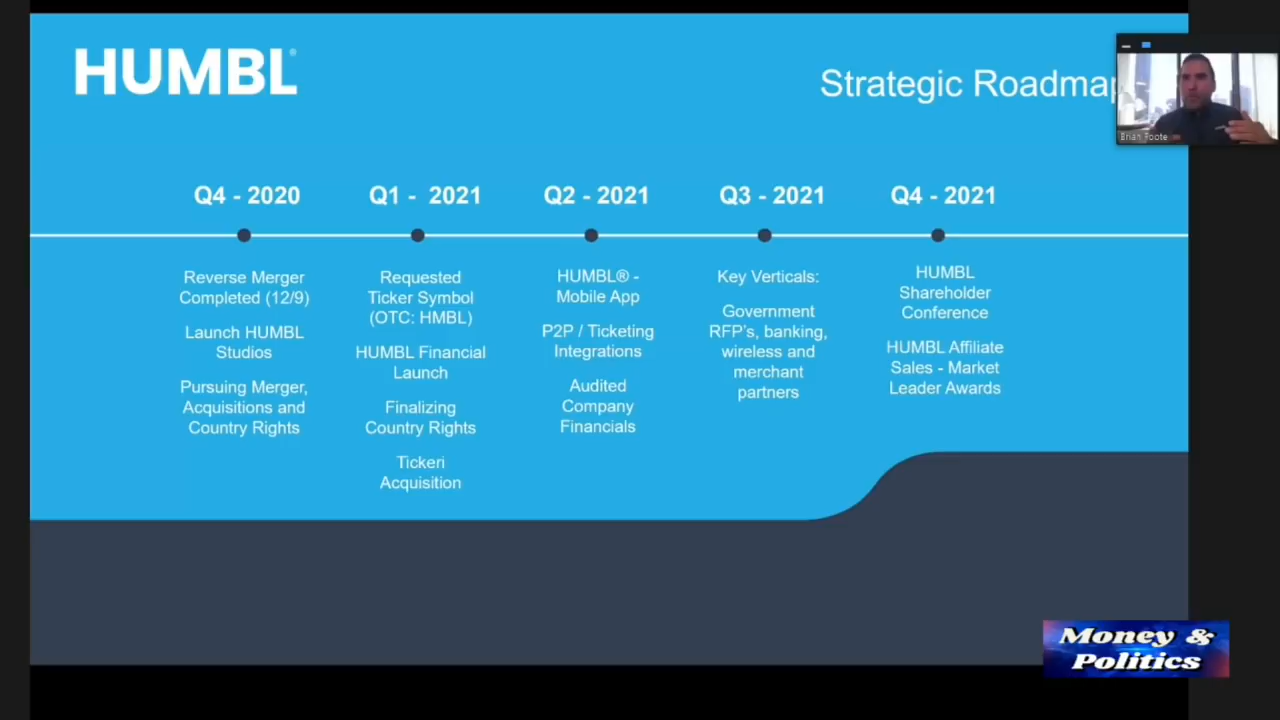 HUMBL®
Strategic Roadmap
Brian Foote
Q4 - 2020
Q1 - 2021
Q2 - 2021
Q3 - 2021
Q4 - 2021
Reverse Merger
Completed (12/9)
Launch HUMBL
Studios
Pursuing Merger,
Acquisitions and
Country Rights
Requested
Ticker Symbol
(OTC: HMBL)
HUMBL Financial
Launch
Finalizing
Country Rights
Tickeri
Acquisition
HUMBL® -
Mobile App
P2P / Ticketing
Integrations
Audited
Company
Financials
Key Verticals:
Government
RFP's, banking,
wireless and
merchant
partners
HUMBL
Shareholder
Conference
HUMBL Affiliate
Sales - Market
Leader Awards
Money &
Politics